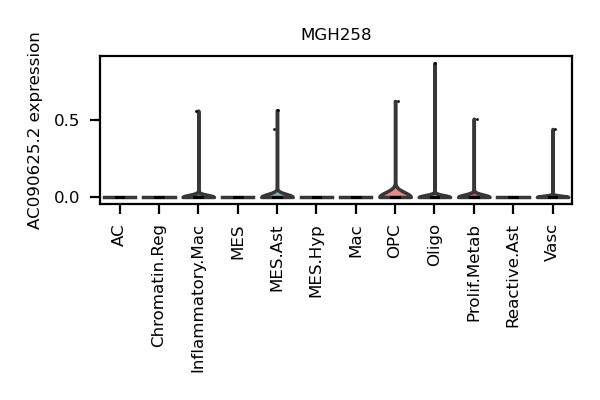 MGH258
AC090625.2 expression
0.5
0.0
AC
Chromatin.Reg
Inflammatory.Mac
MES
MES.Ast
MES.Hyp
Mac
OPC
Oligo
Prolif.Metab
Reactive.Ast
Vasc